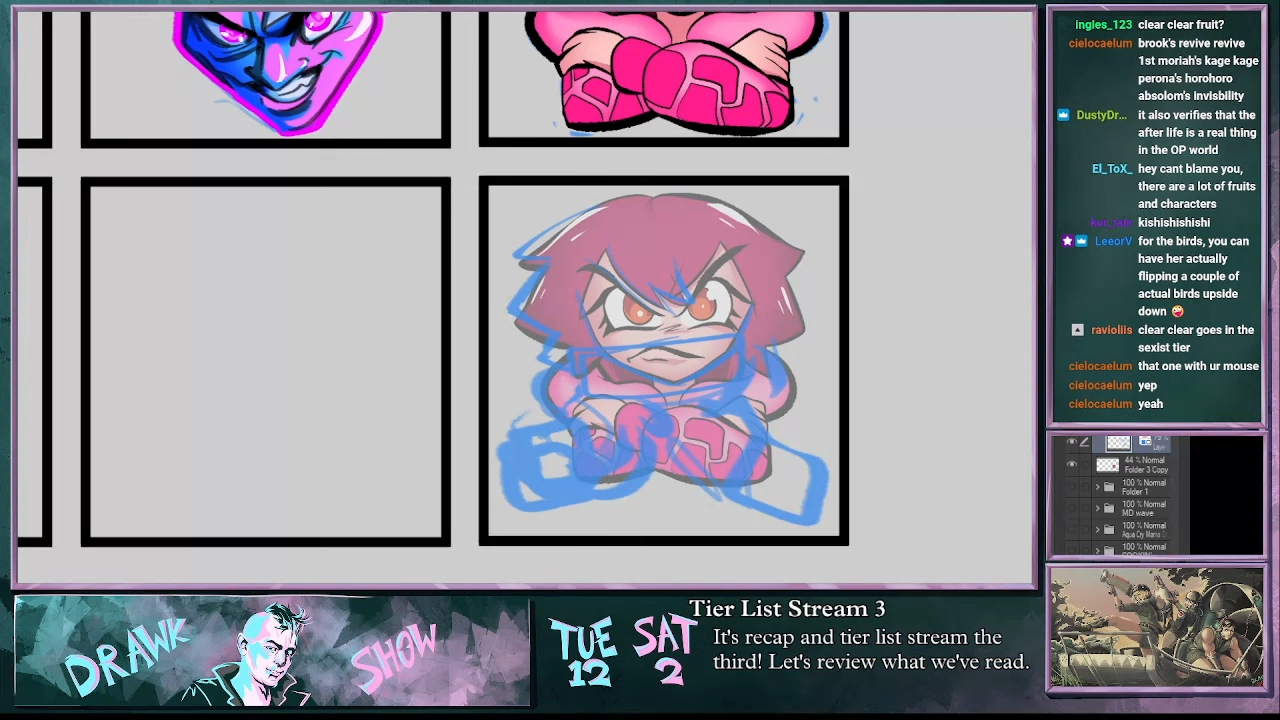 ingles_123 clear clear fruit?
cielocaelum brook's revive revive
1st moriah's kage kage
perona's horohoro
absolom's invisbility
DustyDr... it also verifies that the
after life is a real thing
in the OP world
El_ToX_ hey cant blame you,
there are a lot of fruits
and characters
kishishishishi
LeeorV for the birds, you can
have her actually
flipping a couple of
actual birds upside
down 🤪
raviollis clear clear goes in the
sexist tier
cielocaelum that one with ur mouse
cielocaelum yep
cielocaelum yeah
44 % Normal
Folder 3 Copy
100 % Normal
Folder 1
100 % Normal
MD wave
100 % Normal
100 % Normal
DRAWK
SHOW
TUE
12
SAT
2
Tier List Stream 3
It's recap and tier list stream the
third! Let's review what we've read.